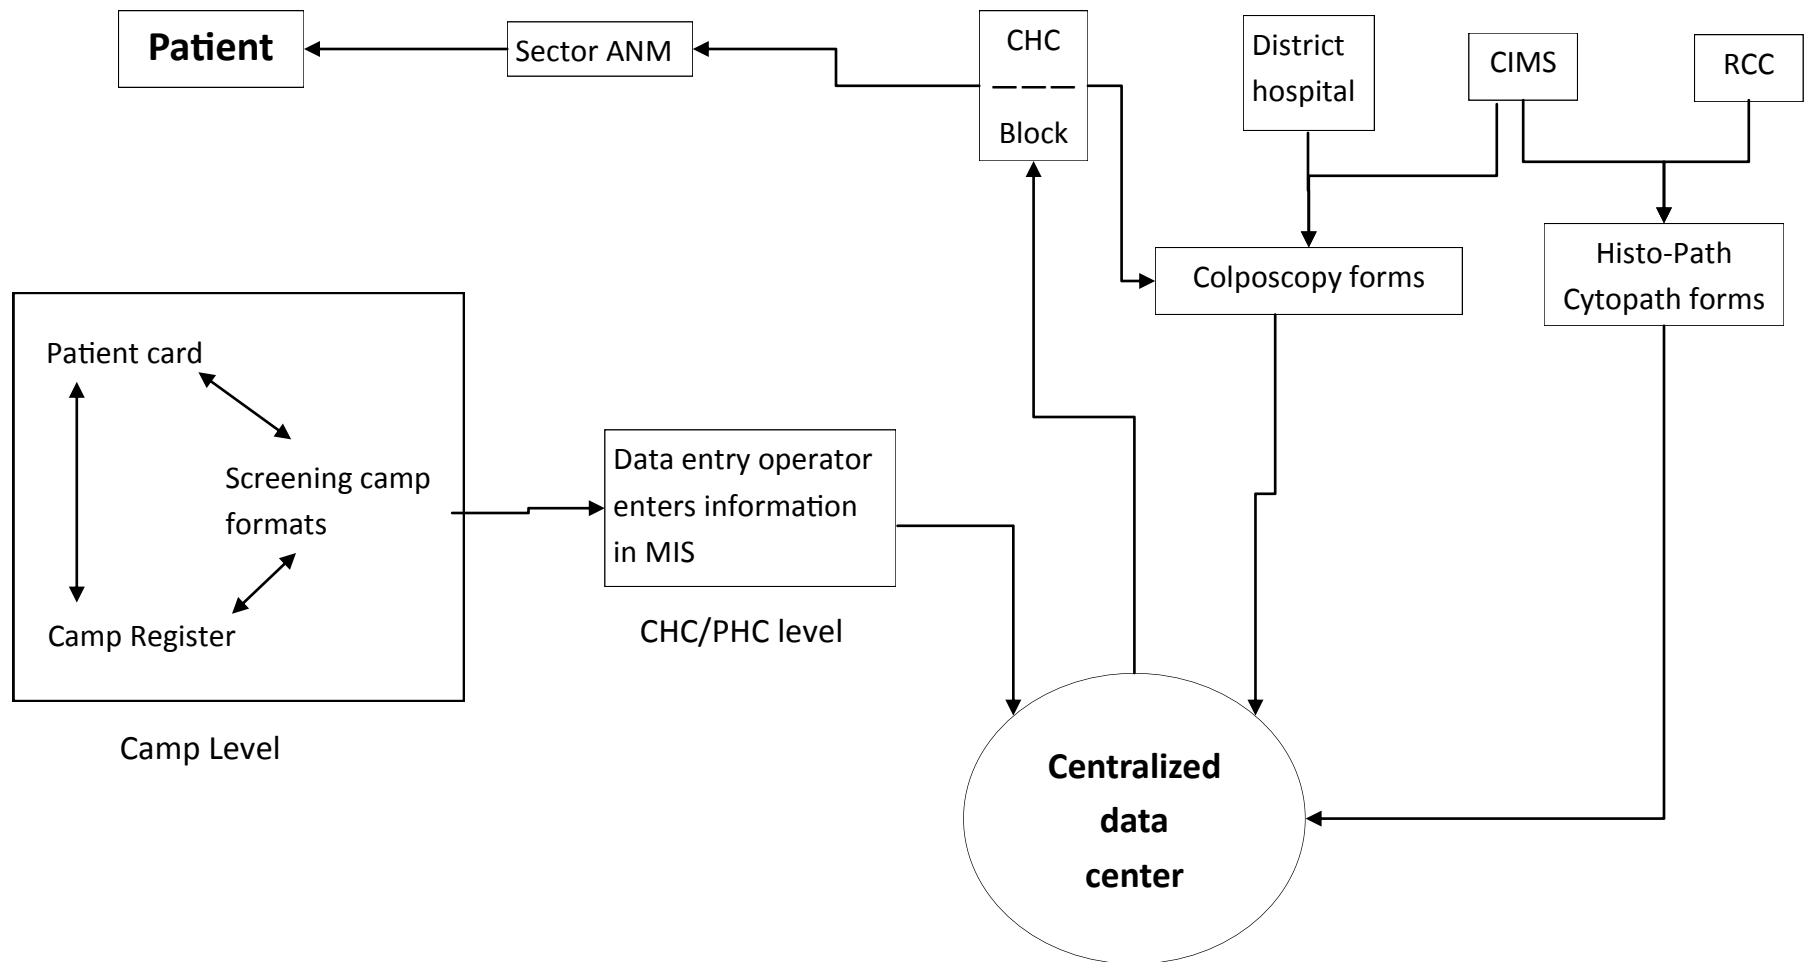 Patient
Sector ANM
CHC
Block
District
hospital
CIMS
RCC
Colposcopy forms
Histo-Path
Cytopath forms
Patient card
Screening camp
formats
Camp Register
Camp Level
Data entry operator
enters information
in MIS
CHC/PHC level
Centralized
data
center